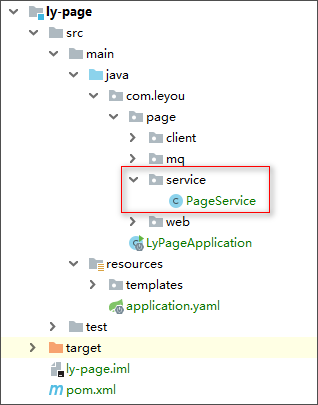 ly-page
src
main
java
com.leyou
page
client
mq
service
PageService
web
LyPageApplication
resources
templates
application.yaml
test
target
ly-page.iml
pom.xml